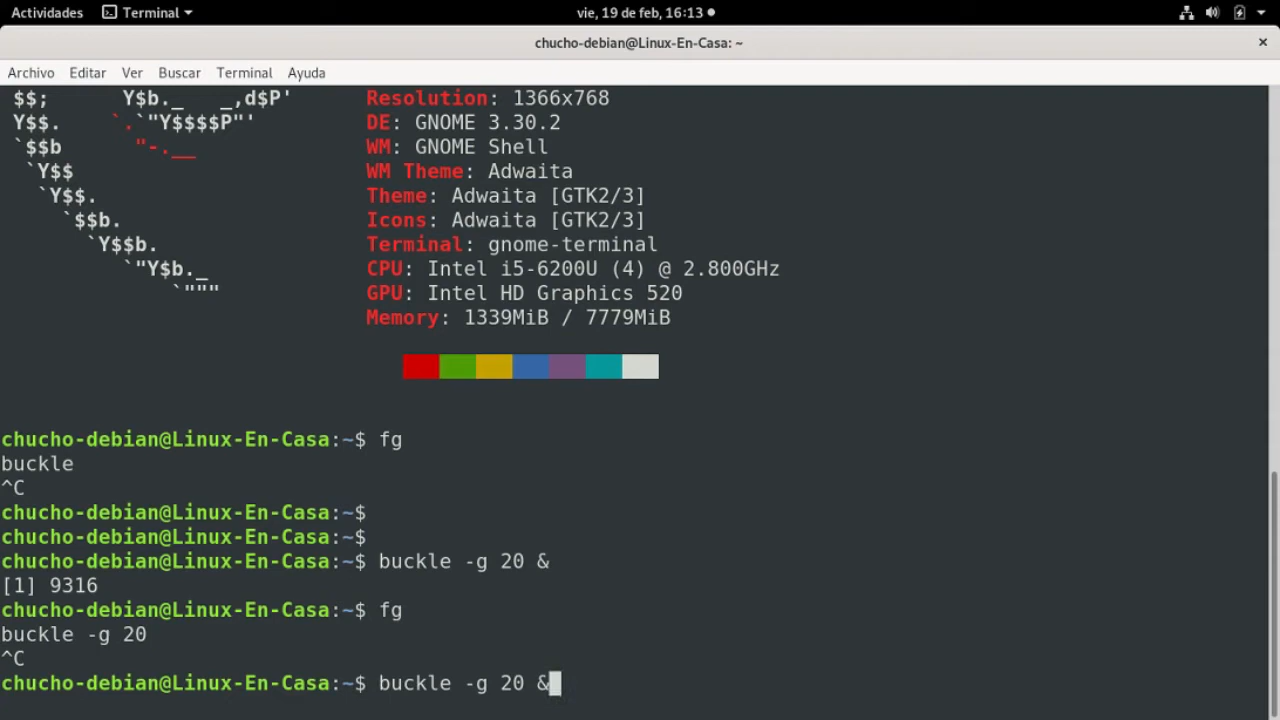 Actividades Terminal vie, 19 de feb, 16:13
chucho-debian@Linux-En-Casa: ~
Archivo Editar Ver Buscar Terminal Ayuda
$$; Y$b._ _,d$P' Resolution: 1366x768
Y$$. `.`"Y$$$$P"' DE: GNOME 3.30.2
`$$b "-.__ WM: GNOME Shell
`Y$$ WM Theme: Adwaita
`Y$$. Theme: Adwaita [GTK2/3]
`$$b. Icons: Adwaita [GTK2/3]
`Y$$b. Terminal: gnome-terminal
`"Y$b._ CPU: Intel i5-6200U (4) @ 2.800GHz
`""" GPU: Intel HD Graphics 520
Memory: 1339MiB / 7779MiB
chucho-debian@Linux-En-Casa:~$ fg
buckle
^C
chucho-debian@Linux-En-Casa:~$
chucho-debian@Linux-En-Casa:~$
chucho-debian@Linux-En-Casa:~$ buckle -g 20 &
[1] 9316
chucho-debian@Linux-En-Casa:~$ fg
buckle -g 20
^C
chucho-debian@Linux-En-Casa:~$ buckle -g 20 &